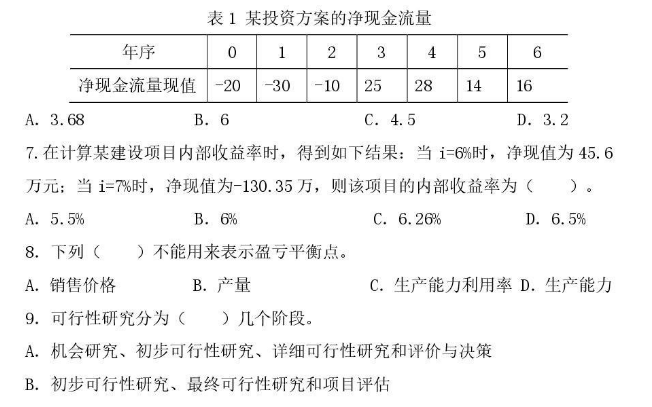 表 1 某投资方案的净现金流量
年序 0 1 2 3 4 5 6
净现金流量现值 -20 -30 -10 25 28 14 16
A. 3.68 B. 6 C. 4.5 D. 3.2
7.在计算某建设项目内部收益率时，得到如下结果：当 i=6%时，净现值为 45.6
万元；当 i=7%时，净现值为-130.35 万，则该项目的内部收益率为（ ）。
A. 5.5% B. 6% C. 6.26% D. 6.5%
8. 下列（ ）不能用来表示盈亏平衡点。
A. 销售价格 B. 产量 C. 生产能力利用率 D. 生产能力
9. 可行性研究分为（ ）几个阶段。
A. 机会研究、初步可行性研究、详细可行性研究和评价与决策
B. 初步可行性研究、最终可行性研究和项目评估